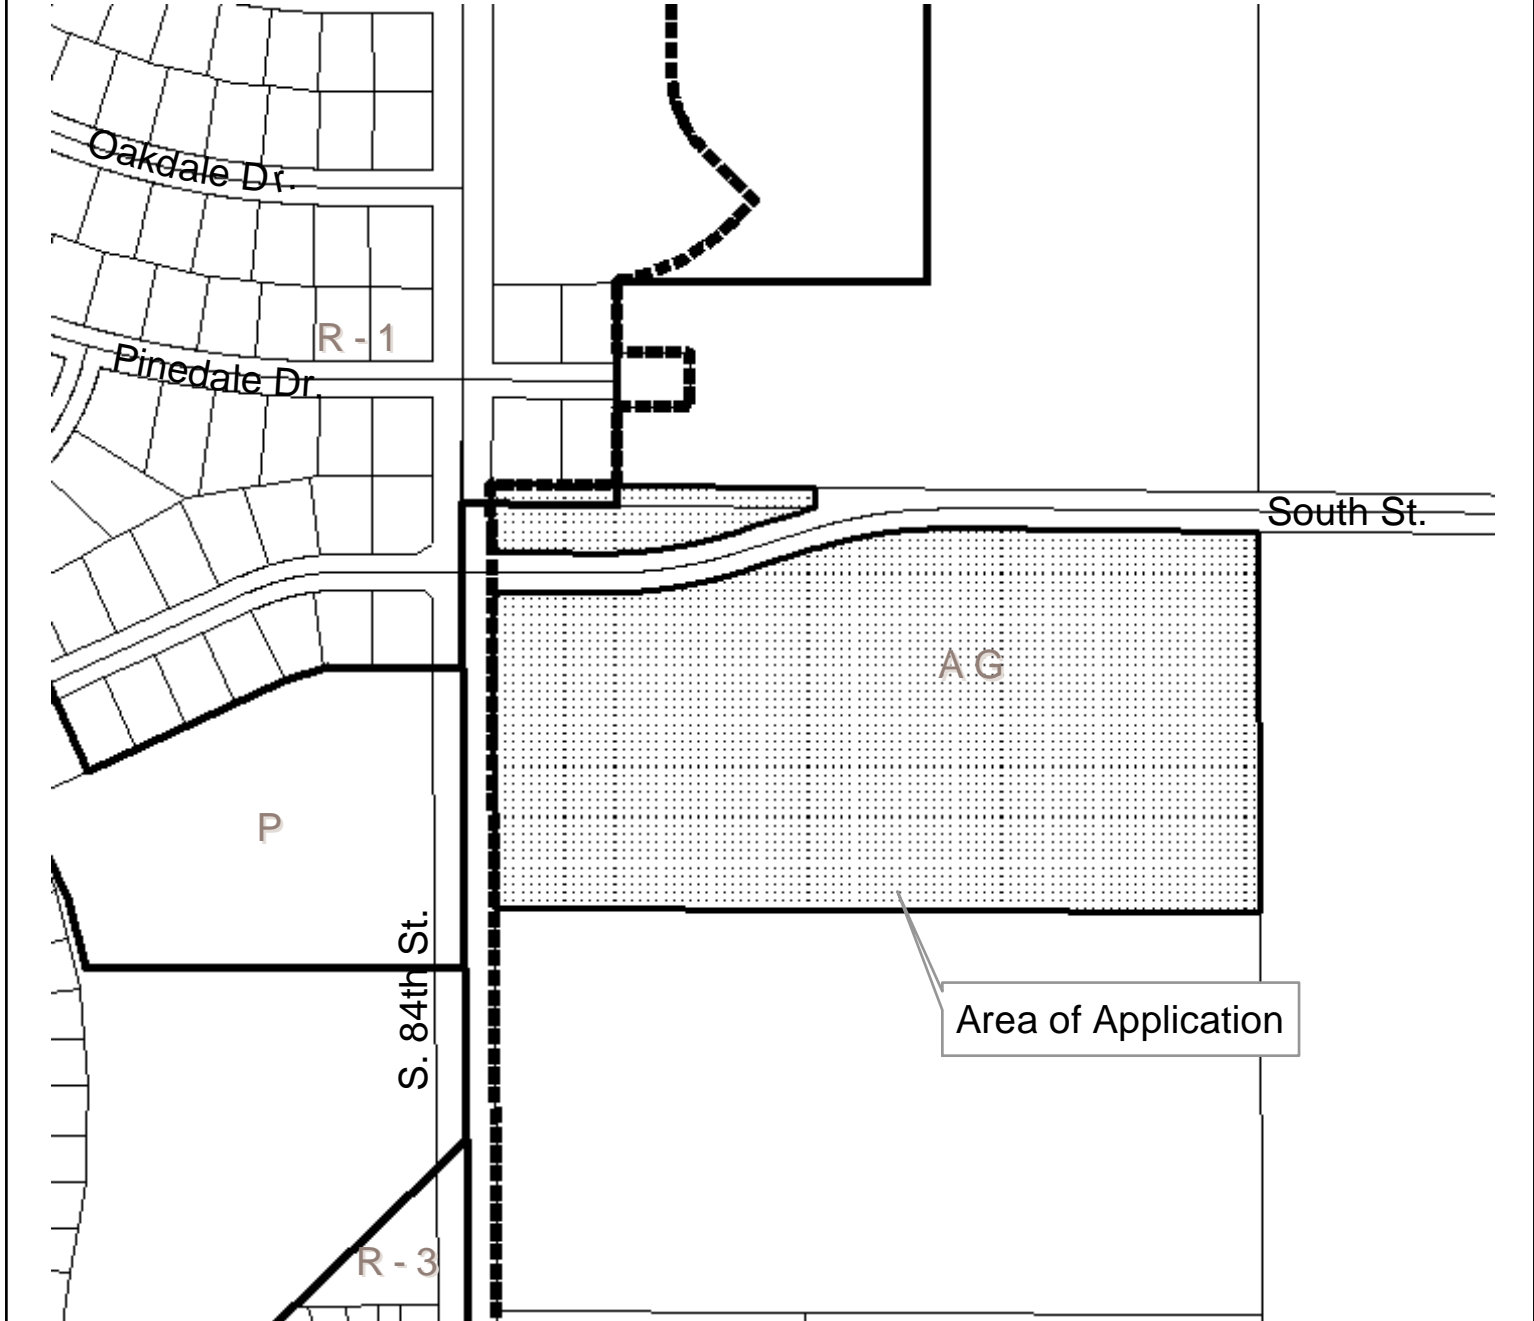 Oakdale Dr.
R - 1
Pinedale Dr.
South St.
A G
P
S. 84th St.
Area of Application
R - 3